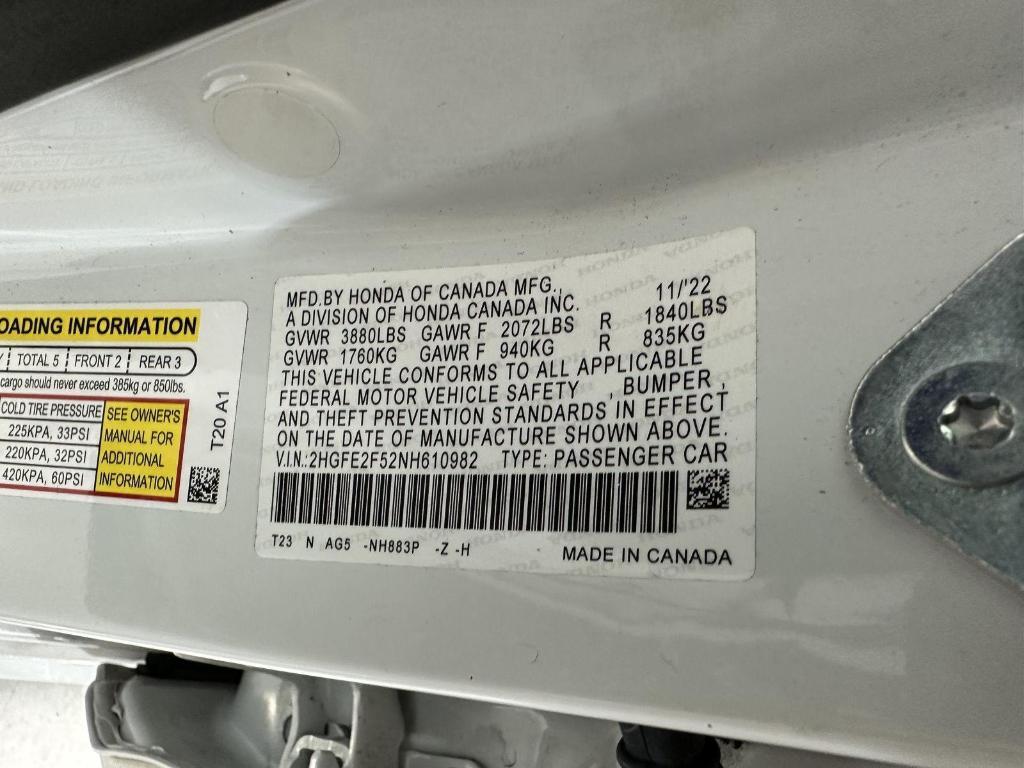 OADING INFORMATION
TOTAL 5 FRONT 2 REAR 3
cargo should never exceed 385kg or 850lbs.
COLD TIRE PRESSURE
225KPA, 33PSI
220KPA, 32PSI
420KPA, 60PSI
SEE OWNER'S
MANUAL FOR
ADDITIONAL
INFORMATION
T20 A1
MFD.BY HONDA OF CANADA MFG., 11/'22
A DIVISION OF HONDA CANADA INC.
GVWR 3880LBS GAWR F 2072LBS R 1840LBS
GVWR 1760KG GAWR F 940KG R 835KG
THIS VEHICLE CONFORMS TO ALL APPLICABLE
FEDERAL MOTOR VEHICLE SAFETY , BUMPER ,
AND THEFT PREVENTION STANDARDS IN EFFECT
ON THE DATE OF MANUFACTURE SHOWN ABOVE.
V.I.N.:2HGFE2F52NH610982 TYPE: PASSENGER CAR
T23 N AG5 -NH883P -Z -H MADE IN CANADA